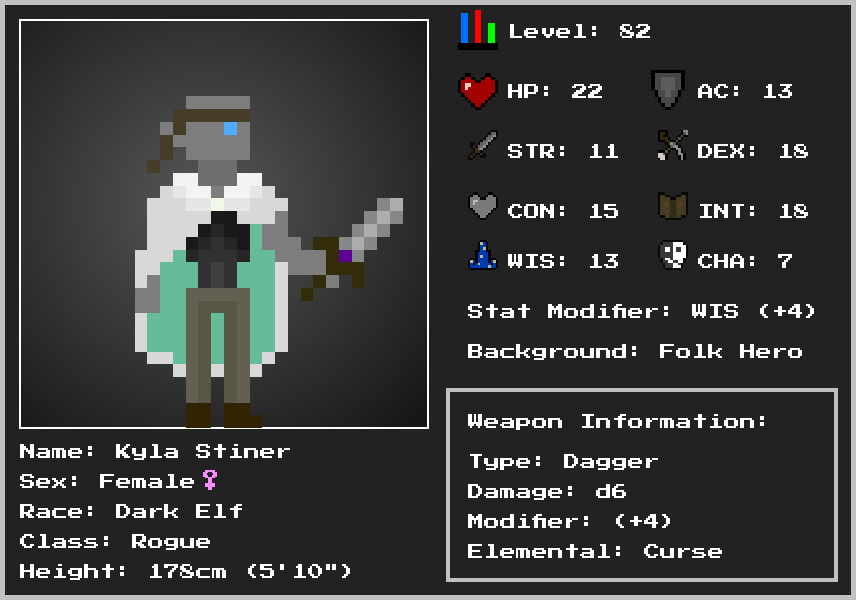 Level: 82
HP: 22 AC: 13
STR: 11 DEX: 18
CON: 15 INT: 18
WIS: 13 CHA: 7
Stat Modifier: WIS (+4)
Background: Folk Hero
Weapon Information:
Type: Dagger
Damage: d6
Modifier: (+4)
Elemental: Curse
Name: Kyla Stiner
Sex: Female♀
Race: Dark Elf
Class: Rogue
Height: 178cm (5'10")